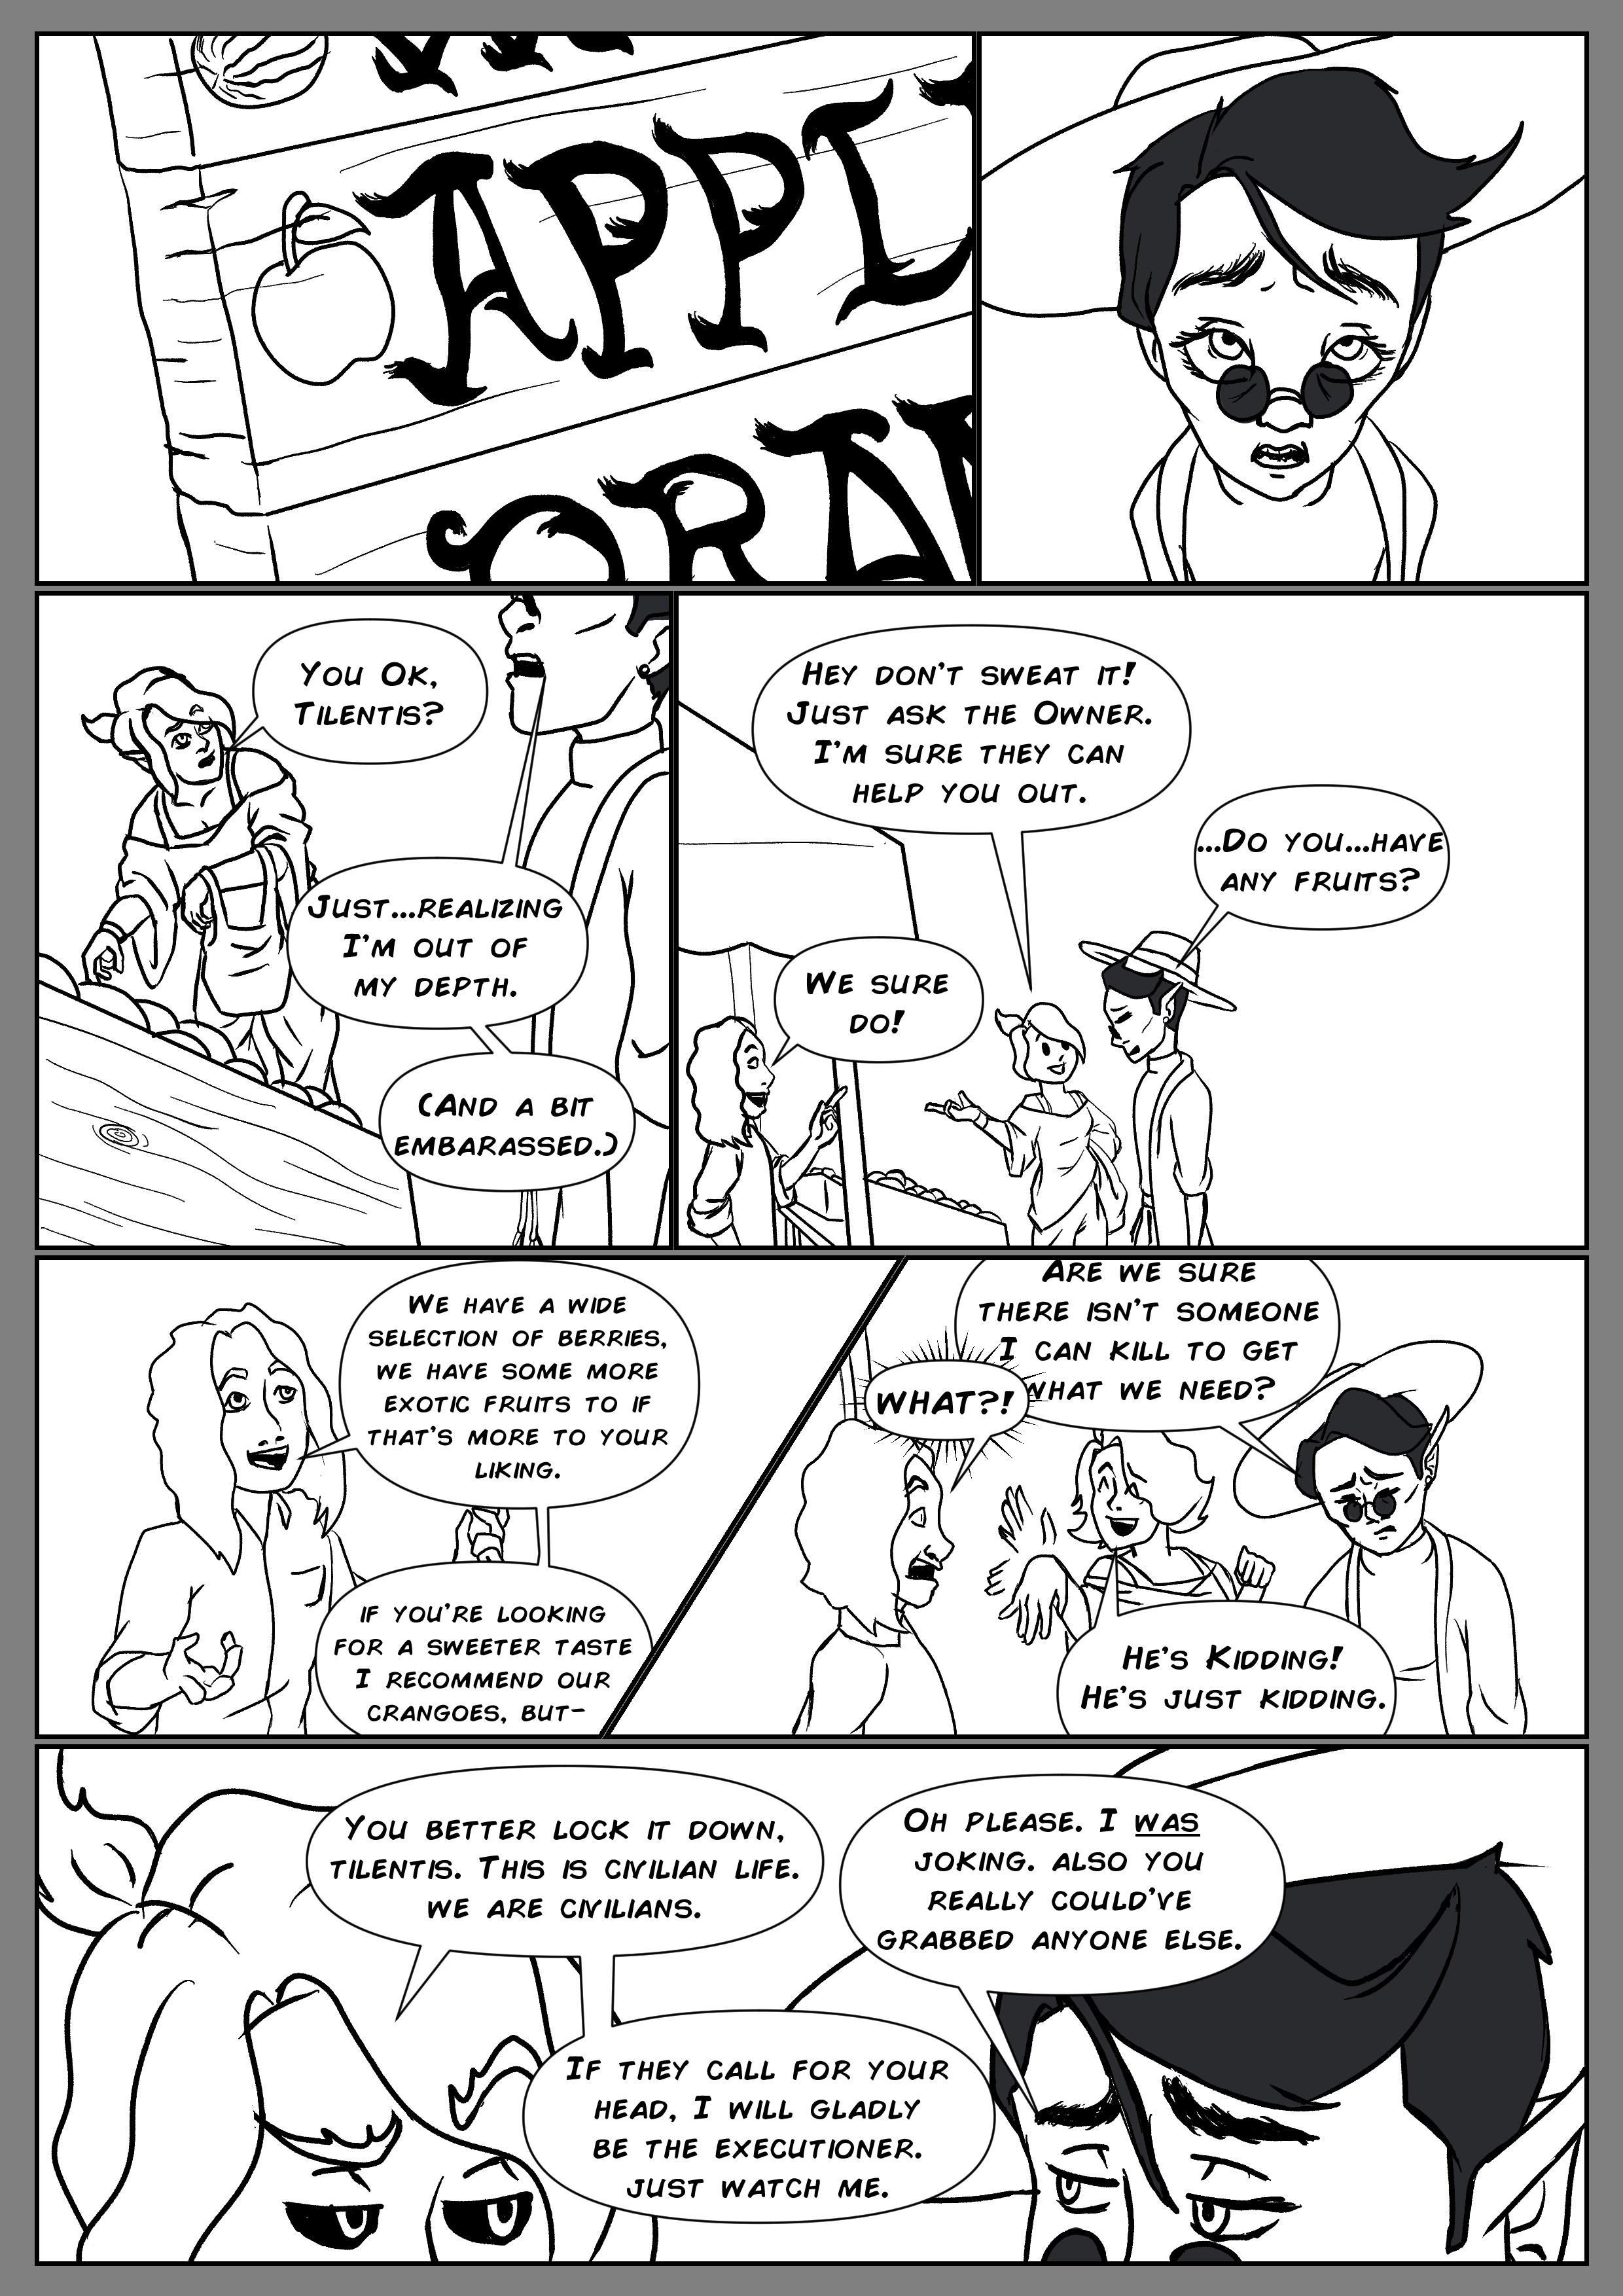 APPL
ORAN
You Ok,
Tilentis?
Just...realizing
I'm out of
my depth.
(And a bit
embarassed.)
Hey don't sweat it!
Just ask the Owner.
I'm sure they can
help you out.
...Do you...have
any fruits?
We sure
do!
We have a wide
selection of berries,
we have some more
exotic fruits to if
that's more to your
liking.
if you're looking
for a sweeter taste
I recommend our
crangoes, but-
Are we sure
there isn't someone
I can kill to get
what we need?
WHAT?!
He's Kidding!
He's just kidding.
You better lock it down,
tilentis. This is civilian life.
we are civilians.
Oh please. I was
joking. also you
really could've
grabbed anyone else.
If they call for your
head, I will gladly
be the executioner.
just watch me.